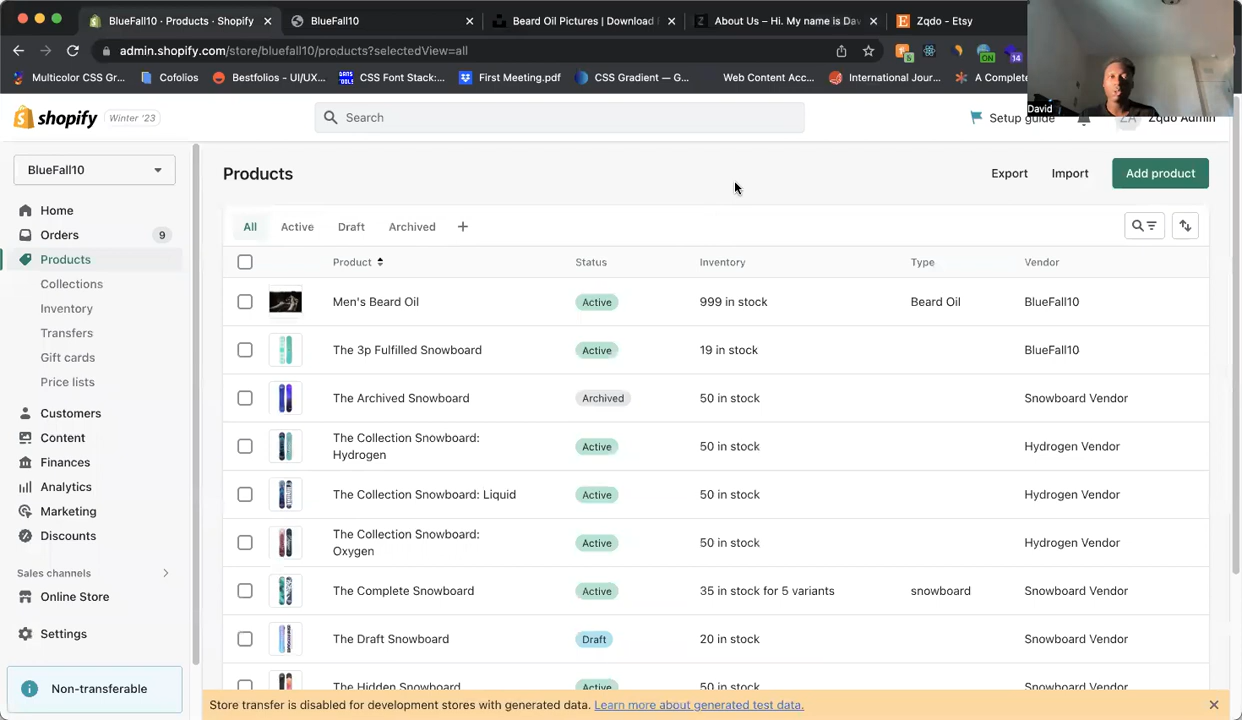 BlueFall10 · Products · Shopify
BlueFall10
Beard Oil Pictures | Download
About Us – Hi. My name is Dav
Zqdo - Etsy
admin.shopify.com/store/bluefall10/products?selectedView=all
S
ON
14
Multicolor CSS Gr...
Cofolios
Bestfolios - UI/UX...
CSS Font Stack:...
First Meeting.pdf
CSS Gradient — G...
Web Content Acc...
International Jour...
A Complete
David
shopify
Winter '23
Search
Setup guide
ZA
Zqdo Admin
BlueFall10
Products
Export
Import
Add product
Home
Orders
9
Products
Collections
Inventory
Transfers
Gift cards
Price lists
Customers
Content
Finances
Analytics
Marketing
Discounts
Sales channels
Online Store
Settings
Non-transferable
All
Active
Draft
Archived
Product
Status
Inventory
Type
Vendor
Men's Beard Oil
Active
999 in stock
Beard Oil
BlueFall10
The 3p Fulfilled Snowboard
Active
19 in stock
BlueFall10
The Archived Snowboard
Archived
50 in stock
Snowboard Vendor
The Collection Snowboard:
Hydrogen
Active
50 in stock
Hydrogen Vendor
The Collection Snowboard: Liquid
Active
50 in stock
Hydrogen Vendor
The Collection Snowboard:
Oxygen
Active
50 in stock
Hydrogen Vendor
The Complete Snowboard
Active
35 in stock for 5 variants
snowboard
Snowboard Vendor
The Draft Snowboard
Draft
20 in stock
Snowboard Vendor
The Hidden Snowboard
Active
50 in stock
Snowboard Vendor
Store transfer is disabled for development stores with generated data. Learn more about generated test data.